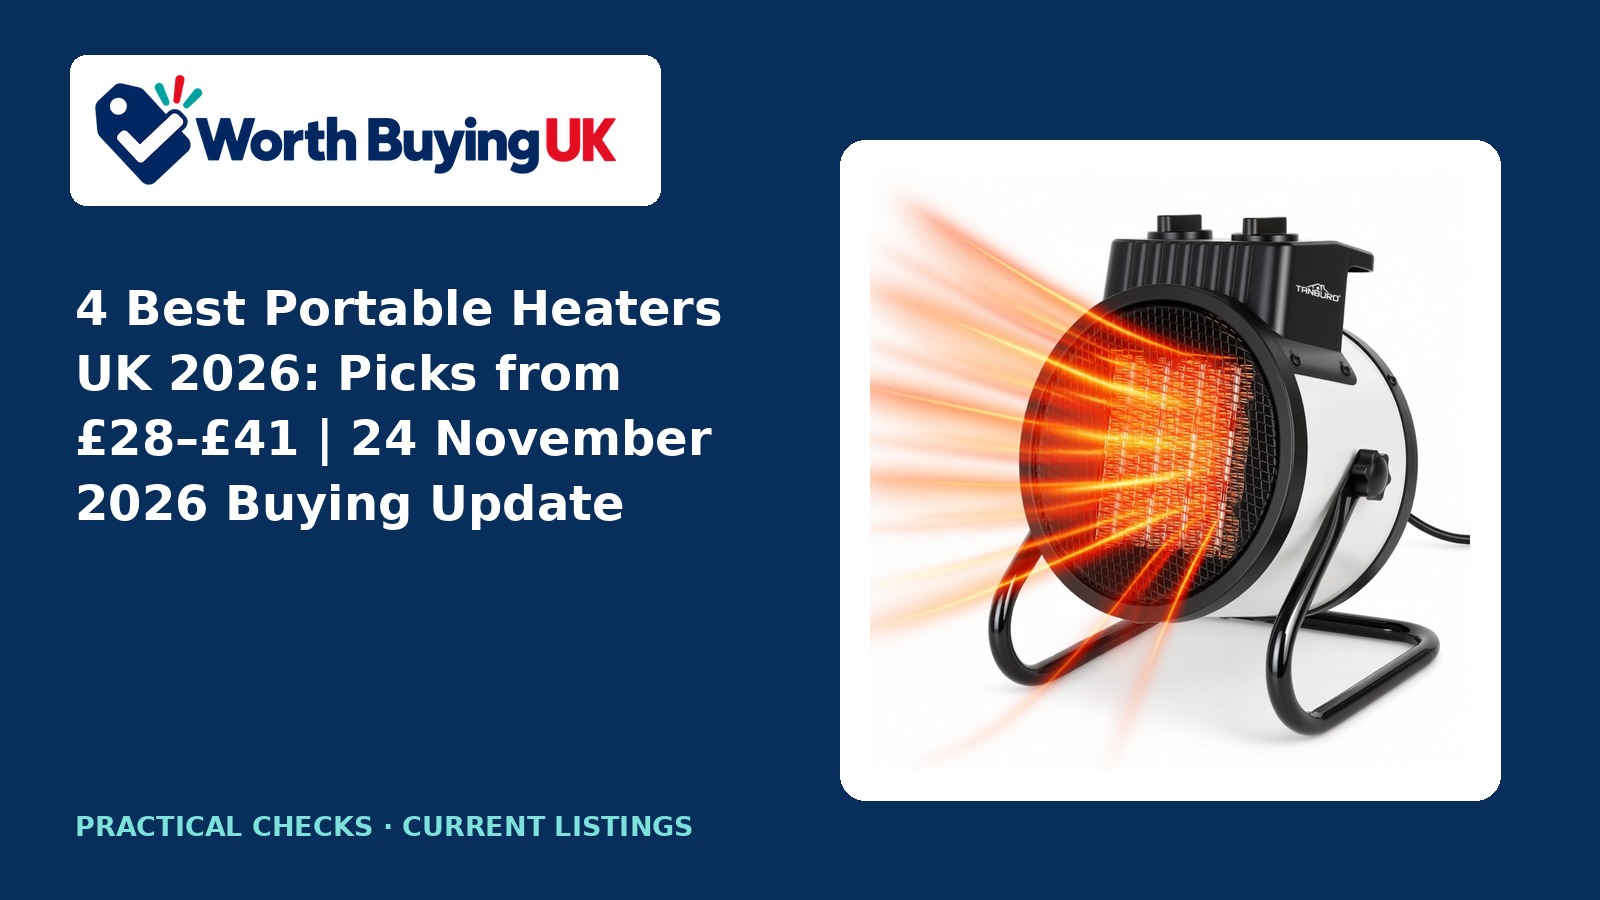 Worth Buying UK
4 Best Portable Heaters
UK 2026: Picks from
£28–£41 | 24 November
2026 Buying Update
TANBURO
PRACTICAL CHECKS · CURRENT LISTINGS